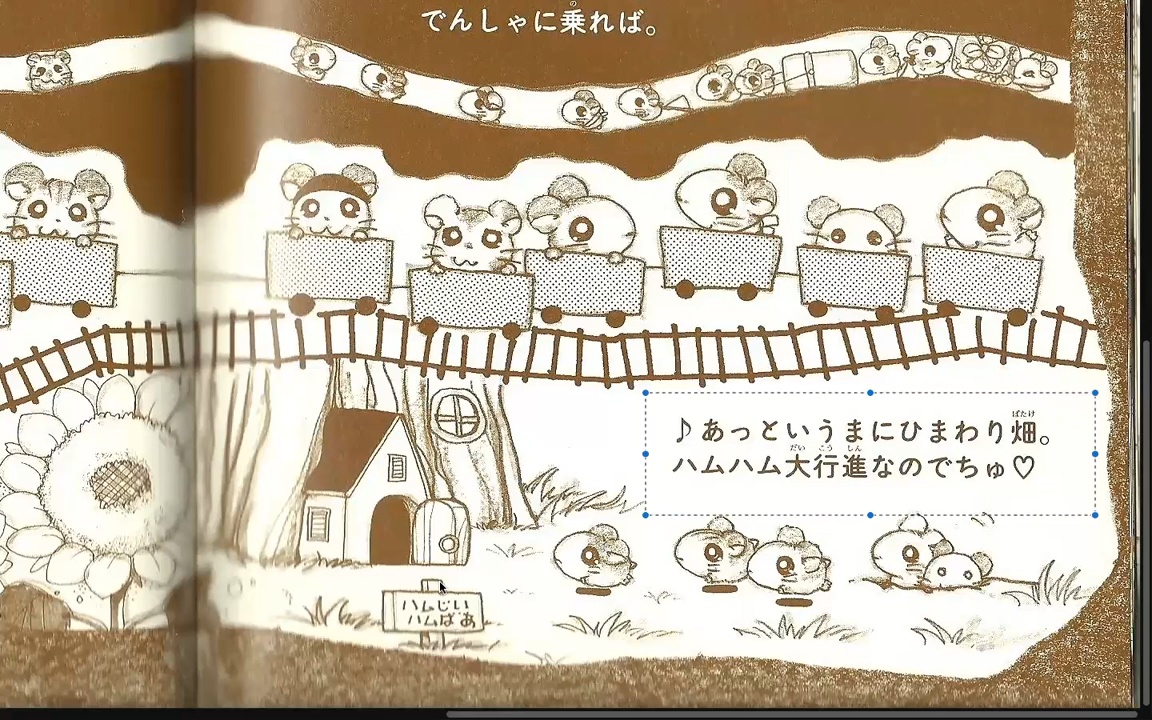 でんしゃに乗れば。
♪あっというまにひまわり畑。
ハムハム大行進なのでちゅ♡
ハムじい
ハムばあ